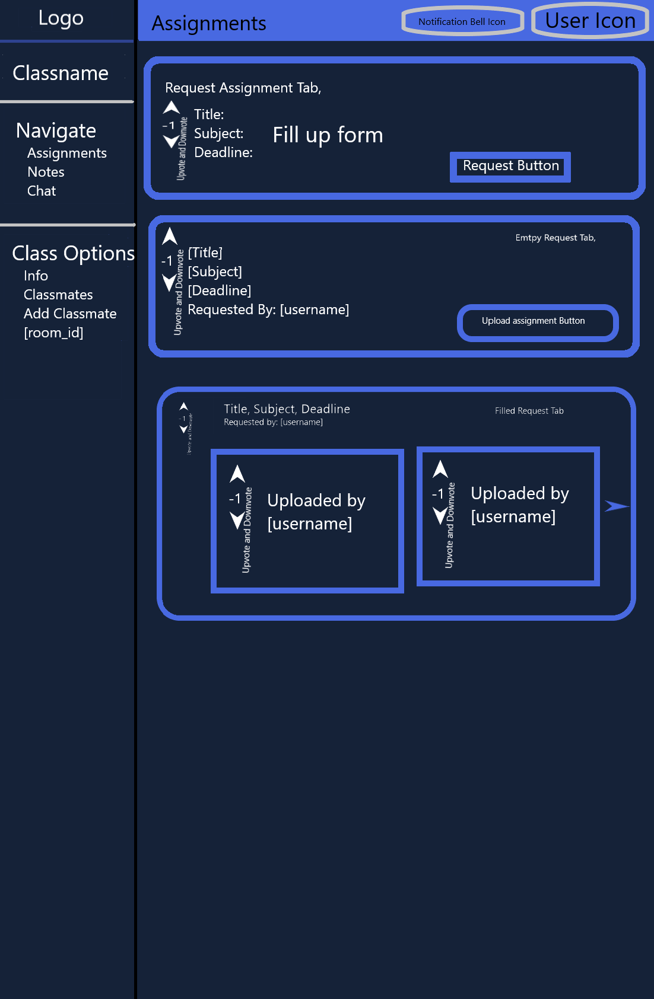 Logo
Classname
Navigate
Assignments
Notes
Chat
Class Options
Info
Classmates
Add Classmate
[room_id]
Assignments
Notification Bell Icon
User Icon
Request Assignment Tab,
-1
Upvote and Downvote
Title:
Subject:
Deadline:
Fill up form
Request Button
Emtpy Request Tab,
-1
Upvote and Downvote
[Title]
[Subject]
[Deadline]
Requested By: [username]
Upload assignment Button
-1
Upvote and Downvote
Title, Subject, Deadline
Requested by: [username]
Filled Request Tab
-1
Upvote and Downvote
Uploaded by
[username]
-1
Upvote and Downvote
Uploaded by
[username]